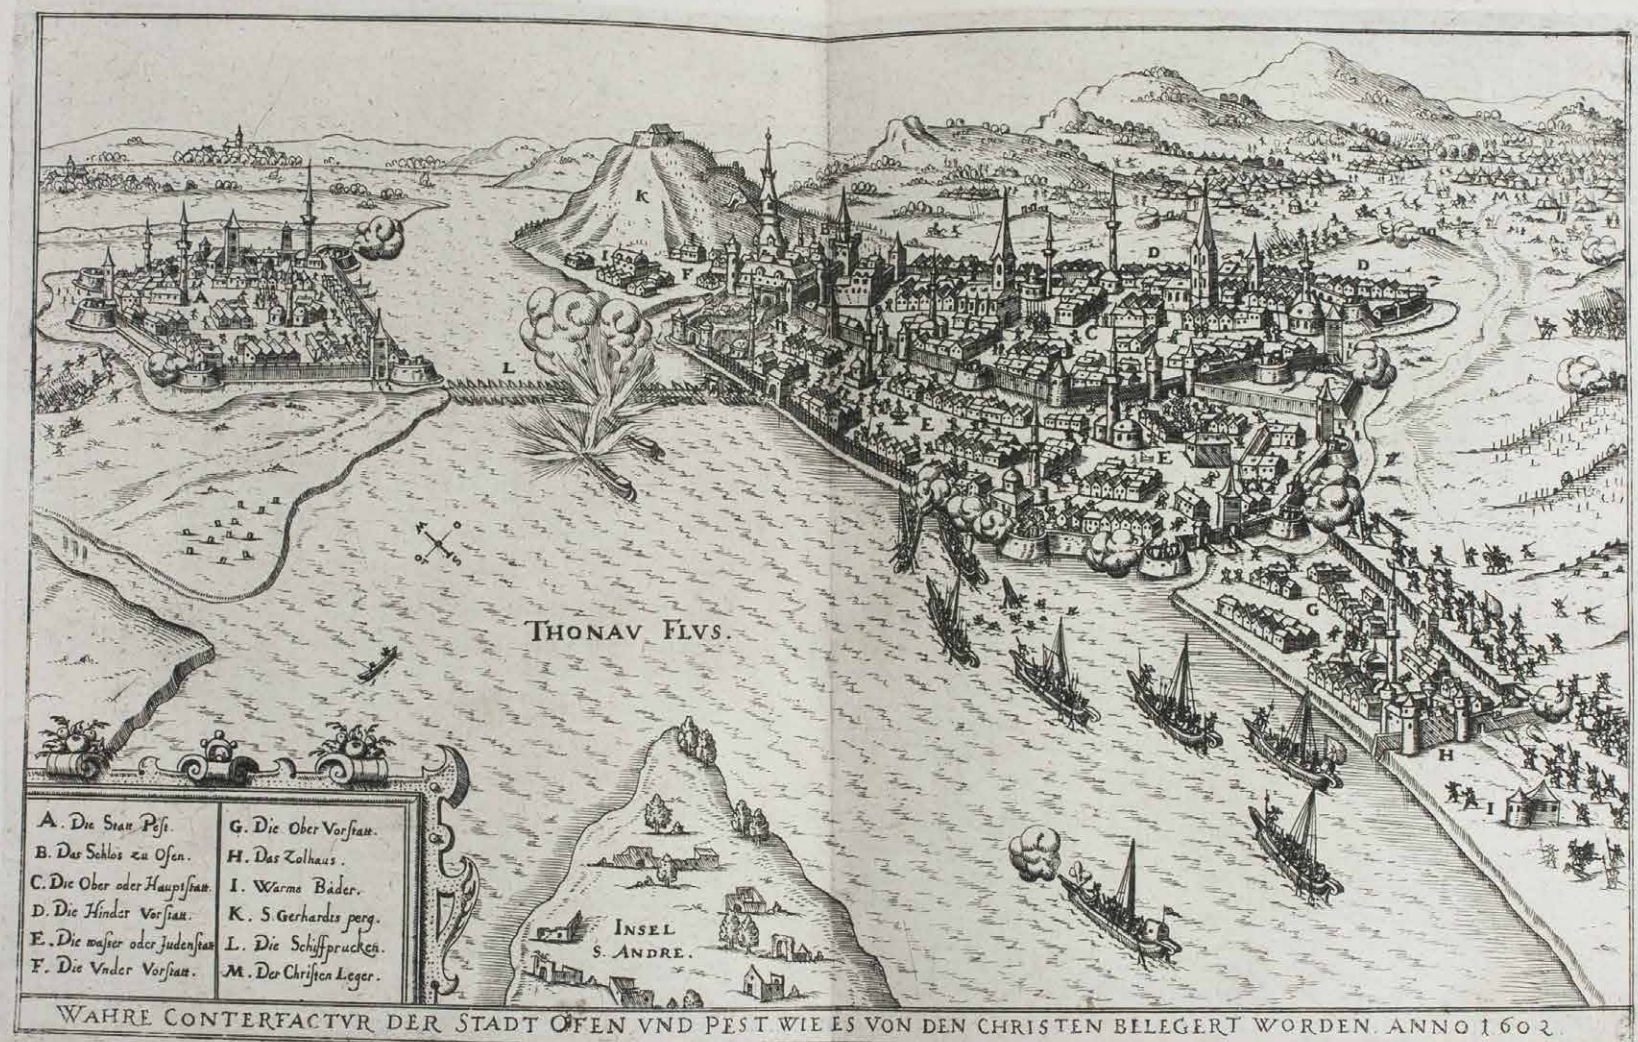 K
I
F
A
L
D
D
C
M
E
E
THONAV FLVS.
G
H
I
INSEL
S. ANDRE.
A. Die Statt Pest.
B. Das Schlos zu Ofen.
C. Die Ober oder Hauptstatt.
D. Die Hinder Vorstatt.
E. Die wasser oder Judenstatt
F. Die Vnder Vorstatt.
G. Die Ober Vorstatt.
H. Das Zolhaus.
I. Warme Bäder.
K. S. Gerhardts perg.
L. Die Schiffprucken.
M. Der Christen Leger.
WAHRE CONTERFACTVR DER STADT OFEN VND PEST WIE ES VON DEN CHRISTEN BELEGERT WORDEN. ANNO 1602.